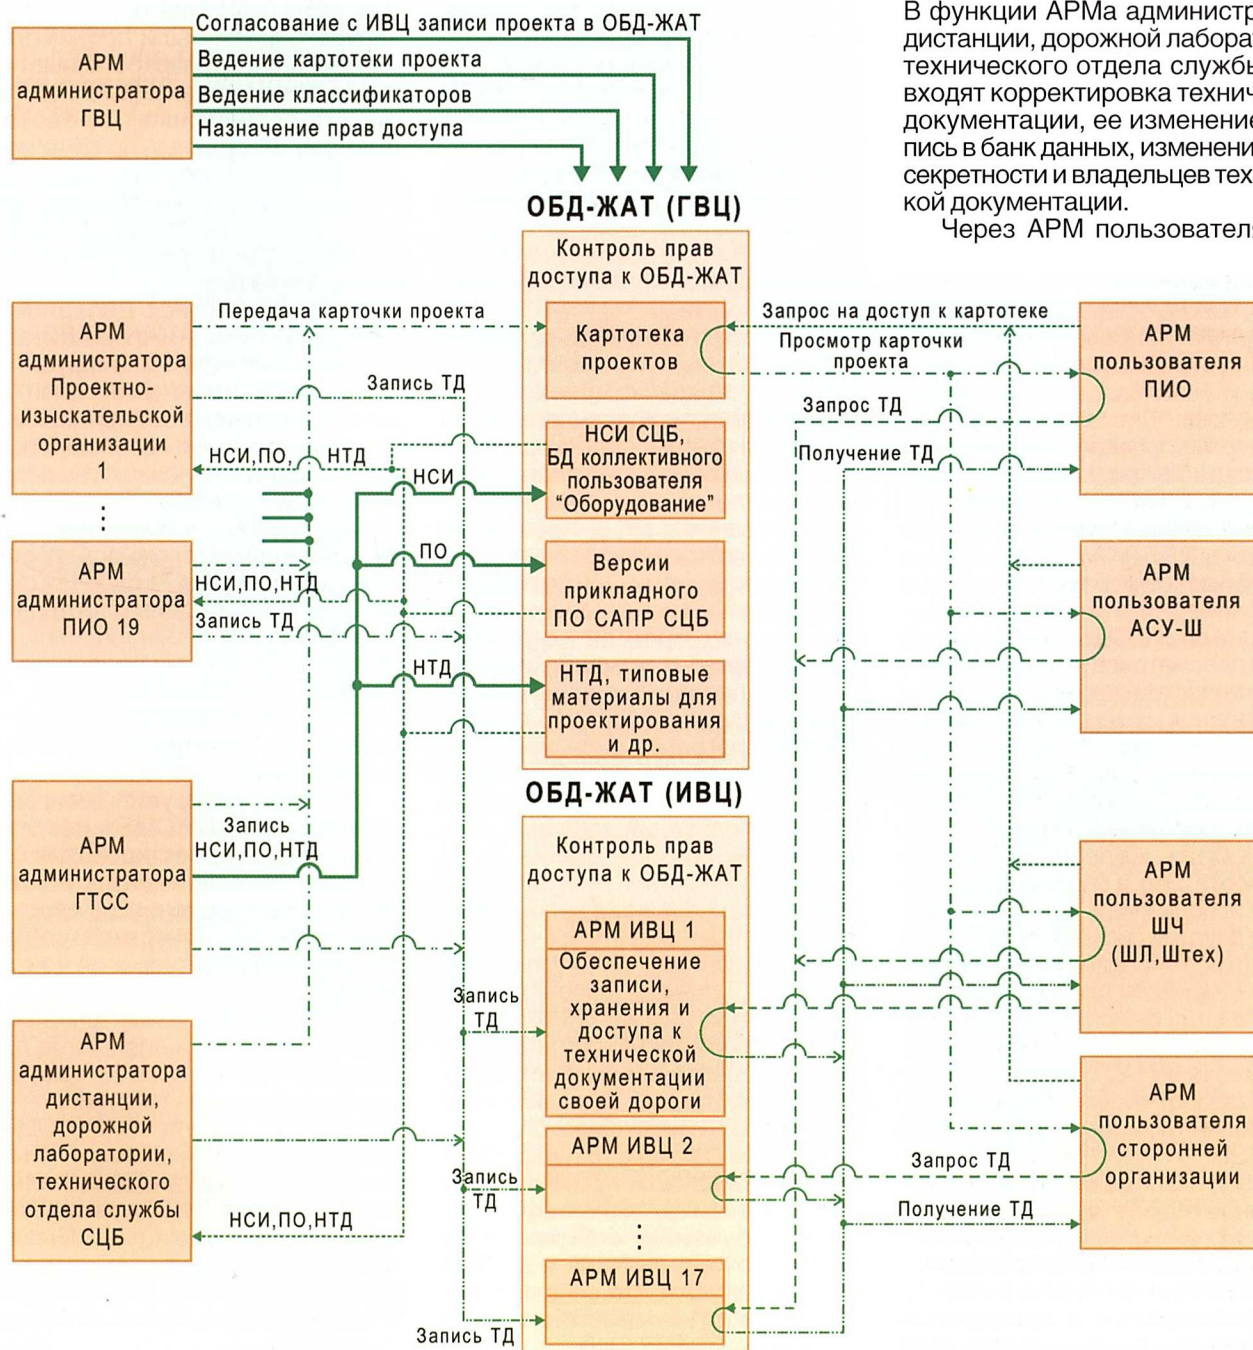 Согласование с ИВЦ записи проекта в ОБД-ЖАТ
Ведение картотеки проекта
Ведение классификаторов
Назначение прав доступа
АРМ
администратора
ГВЦ
В функции АРМа админист
дистанции, дорожной лабора
технического отдела службы
входят корректировка технич
документации, ее изменение
пись в банк данных, изменени
секретности и владельцев тех
кой документации.
Через АРМ пользователя
ОБД-ЖАТ (ГВЦ)
Контроль прав
доступа к ОБД-ЖАТ
Картотека
проектов
НСИ СЦБ,
БД коллективного
пользователя
“Оборудование”
Версии
прикладного
ПО САПР СЦБ
НТД, типовые
материалы для
проектирования
и др.
АРМ
администратора
Проектно-
изыскательской
организации
1
⋮
АРМ
администратора
ПИО 19
АРМ
администратора
ГТСС
АРМ
администратора
дистанции,
дорожной
лаборатории,
технического
отдела службы
СЦБ
Передача карточки проекта
Запись ТД
НСИ,ПО, НТД
НСИ
ПО
НСИ,ПО,НТД
Запись ТД
НТД
Запись
НСИ,ПО,НТД
Запись
ТД
Запись
ТД
НСИ,ПО,НТД
Запись ТД
ОБД-ЖАТ (ИВЦ)
Контроль прав
доступа к ОБД-ЖАТ
АРМ ИВЦ 1
Обеспечение
записи,
хранения и
доступа к
технической
документации
своей дороги
АРМ ИВЦ 2
⋮
АРМ ИВЦ 17
Запрос на доступ к картотеке
Просмотр карточки
проекта
Запрос ТД
Получение ТД
Запрос ТД
Получение ТД
АРМ
пользователя
ПИО
АРМ
пользователя
АСУ-Ш
АРМ
пользователя
ШЧ
(ШЛ,Штех)
АРМ
пользователя
сторонней
организации